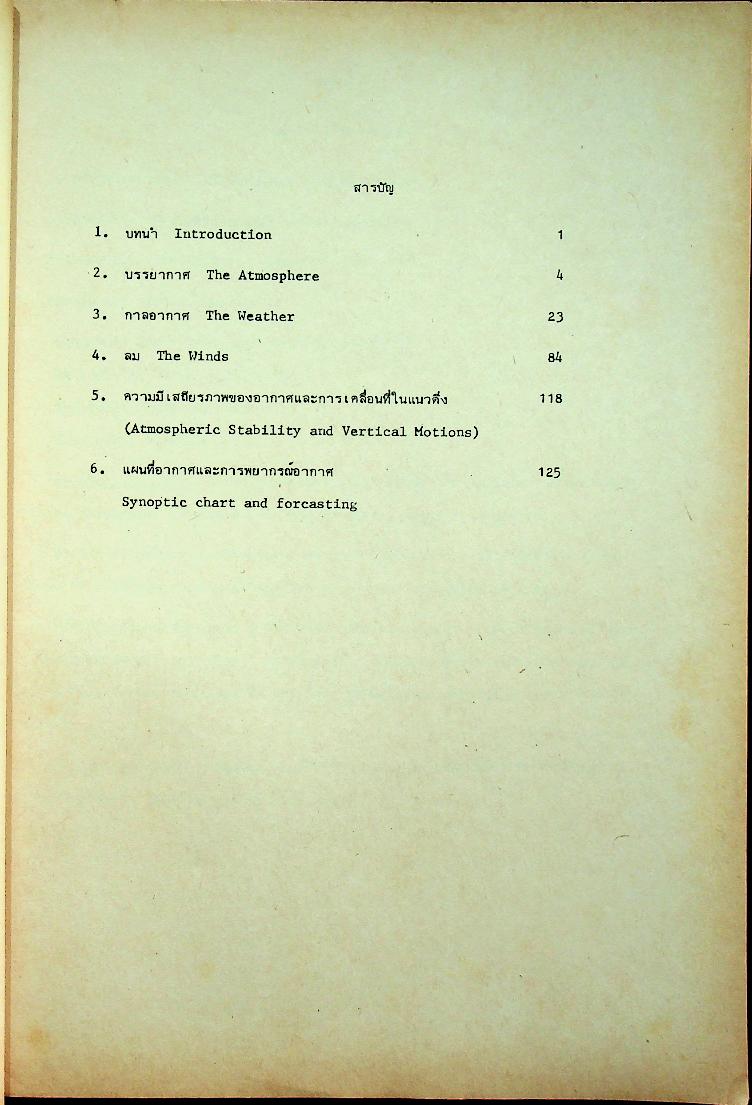 สารบัญ
1. บทนำ Introduction 1
2. บรรยากาศ The Atmosphere 4
3. กาลอากาศ The Weather 23
4. ลม The Winds 84
5. ความมีเสถียรภาพของอากาศและการเคลื่อนที่ในแนวดิ่ง 118
(Atmospheric Stability and Vertical Motions)
6. แผนที่อากาศและการพยากรณ์อากาศ 125
Synoptic chart and forcasting